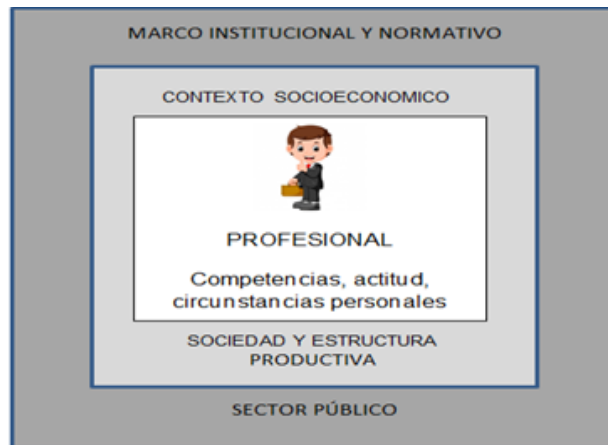 MARCO INSTITUCIONAL Y NORMATIVO
CONTEXTO SOCIOECONOMICO
PROFESIONAL
Competencias, actitud,
circunstancias personales
SOCIEDAD Y ESTRUCTURA
PRODUCTIVA
SECTOR PÚBLICO